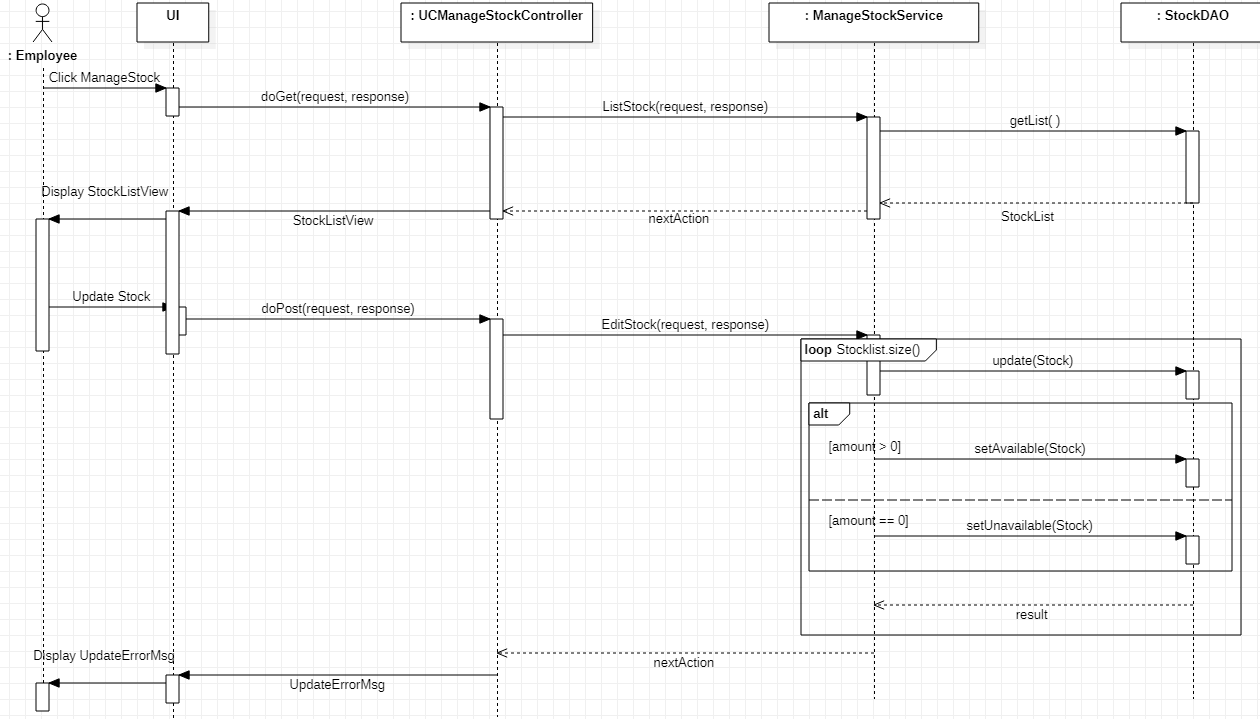 UI
: UCManageStockController
: ManageStockService
: StockDAO
: Employee
Click ManageStock
doGet(request, response)
ListStock(request, response)
getList( )
Display StockListView
StockListView
nextAction
StockList
Update Stock
doPost(request, response)
EditStock(request, response)
loop Stocklist.size()
update(Stock)
alt
[amount > 0]
setAvailable(Stock)
[amount == 0]
setUnavailable(Stock)
result
Display UpdateErrorMsg
nextAction
UpdateErrorMsg